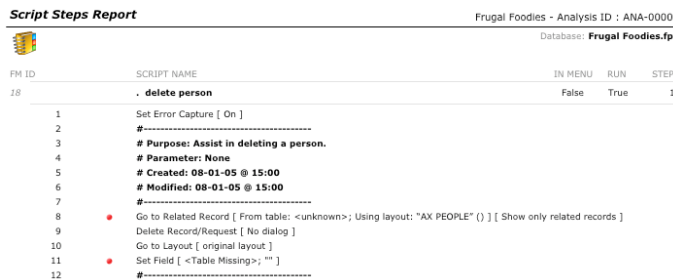 Script Steps Report
Frugal Foodies - Analysis ID : ANA-0000
Database: Frugal Foodies.fp
FM ID SCRIPT NAME IN MENU RUN STEP
18 . delete person False True 1
1 Set Error Capture [ On ]
2 #----------------------------------------
3 # Purpose: Assist in deleting a person.
4 # Parameter: None
5 # Created: 08-01-05 @ 15:00
6 # Modified: 08-01-05 @ 15:00
7 #----------------------------------------
8 Go to Related Record [ From table: <unknown>; Using layout: “AX PEOPLE” () ] [ Show only related records ]
9 Delete Record/Request [ No dialog ]
10 Go to Layout [ original layout ]
11 Set Field [ <Table Missing>; "" ]
12 #----------------------------------------